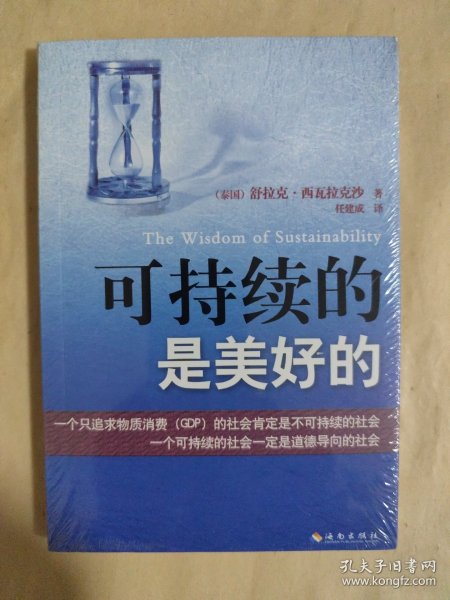 （泰国）舒拉克·西瓦拉克沙 著
任建成 译
The Wisdom of Sustainability
可持续的
是美好的
一个只追求物质消费（GDP）的社会肯定是不可持续的社会
一个可持续的社会一定是道德导向的社会
海南出版社
孔夫子旧书网
www.kongfz.com